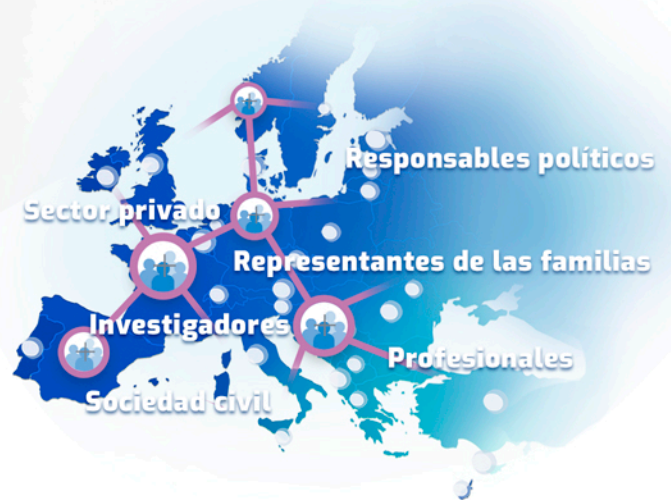 Responsables políticos
Sector privado
Representantes de las familias
Investigadores
Profesionales
Sociedad civil